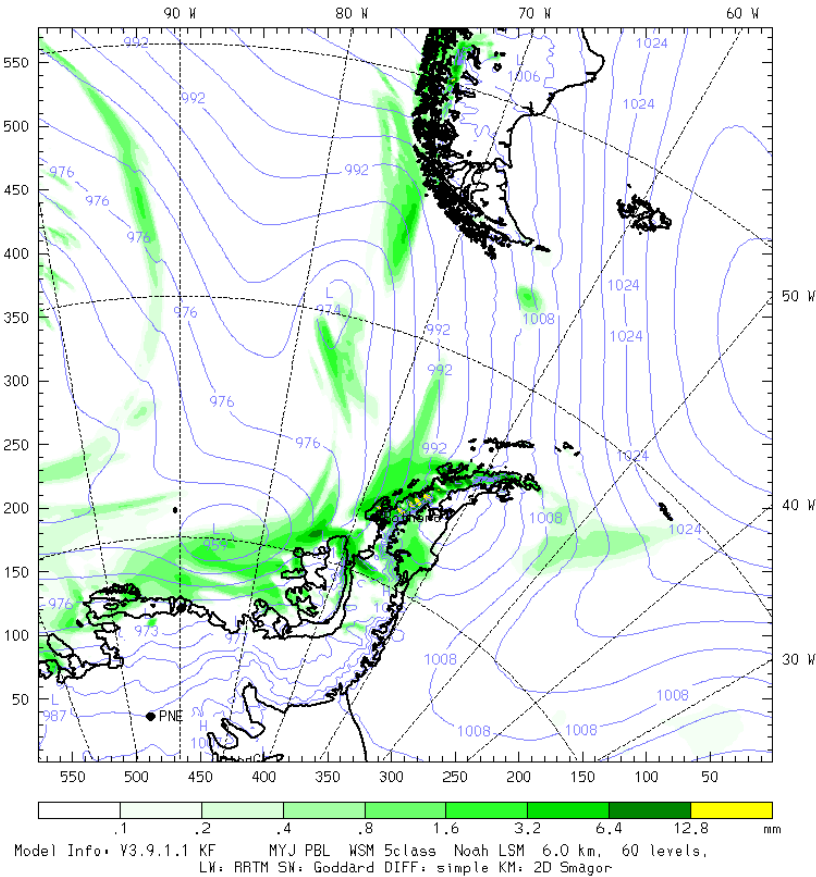 90 W 80 W 70 W 60 W
992 1024
550 L 1006
992 1024
500
992
450 976
976
976
400
1024
L 974 50 W
350 976 1008
992 1024
300 992
976
250 976 992
1024
200 40 W
L 959 1008 1024
150
976
973
100 1008 30 W
1008
50 L 987 PNE H 1008 1008
550 500 450 400 350 300 250 200 150 100 50
.1 .2 .4 .8 1.6 3.2 6.4 12.8 mm
Model Info: V3.9.1.1 KF MYJ PBL WSM 5class Noah LSM 6.0 km, 60 levels,
LW: RRTM SW: Goddard DIFF: simple KM: 2D Smagor